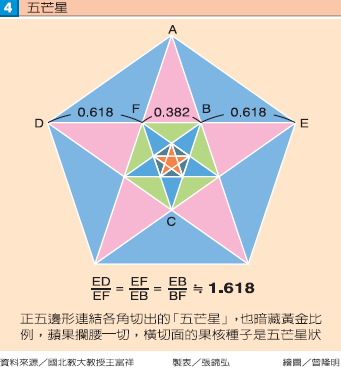 4 五芒星
A
0.618 F 0.382 B 0.618
D E
C
ED/EF = EF/EB = EB/BF ≒ 1.618
正五邊形連結各角切出的「五芒星」,也暗藏黃金比
例,蘋果攔腰一切,橫切面的果核種子是五芒星狀
資料來源/國北教大教授王富祥 製表/張錦弘 繪圖/曾隆明